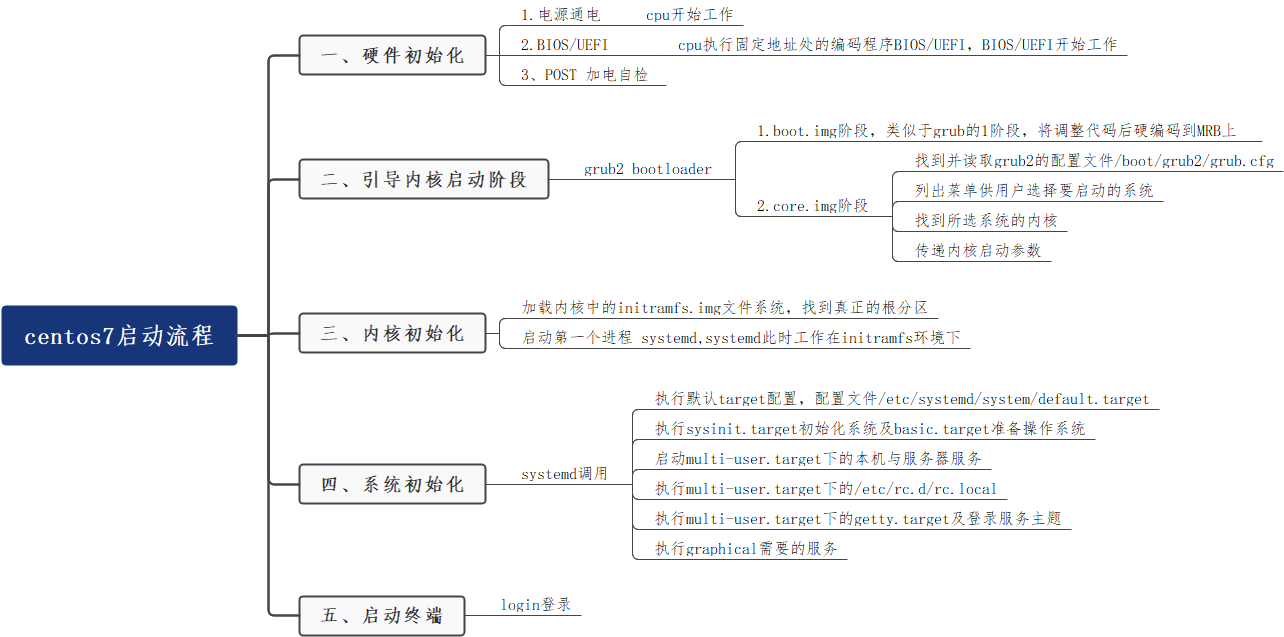 centos7启动流程
一、硬件初始化
1.电源通电 cpu开始工作
2.BIOS/UEFI cpu执行固定地址处的编码程序BIOS/UEFI，BIOS/UEFI开始工作
3、POST 加电自检
二、引导内核启动阶段
grub2 bootloader
1.boot.img阶段，类似于grub的1阶段，将调整代码后硬编码到MRB上
2.core.img阶段
找到并读取grub2的配置文件/boot/grub2/grub.cfg
列出菜单供用户选择要启动的系统
找到所选系统的内核
传递内核启动参数
三、内核初始化
加载内核中的initramfs.img文件系统，找到真正的根分区
启动第一个进程 systemd,systemd此时工作在initramfs环境下
四、系统初始化
systemd调用
执行默认target配置，配置文件/etc/systemd/system/default.target
执行sysinit.target初始化系统及basic.target准备操作系统
启动multi-user.target下的本机与服务器服务
执行multi-user.target下的/etc/rc.d/rc.local
执行multi-user.target下的getty.target及登录服务主题
执行graphical需要的服务
五、启动终端
login登录